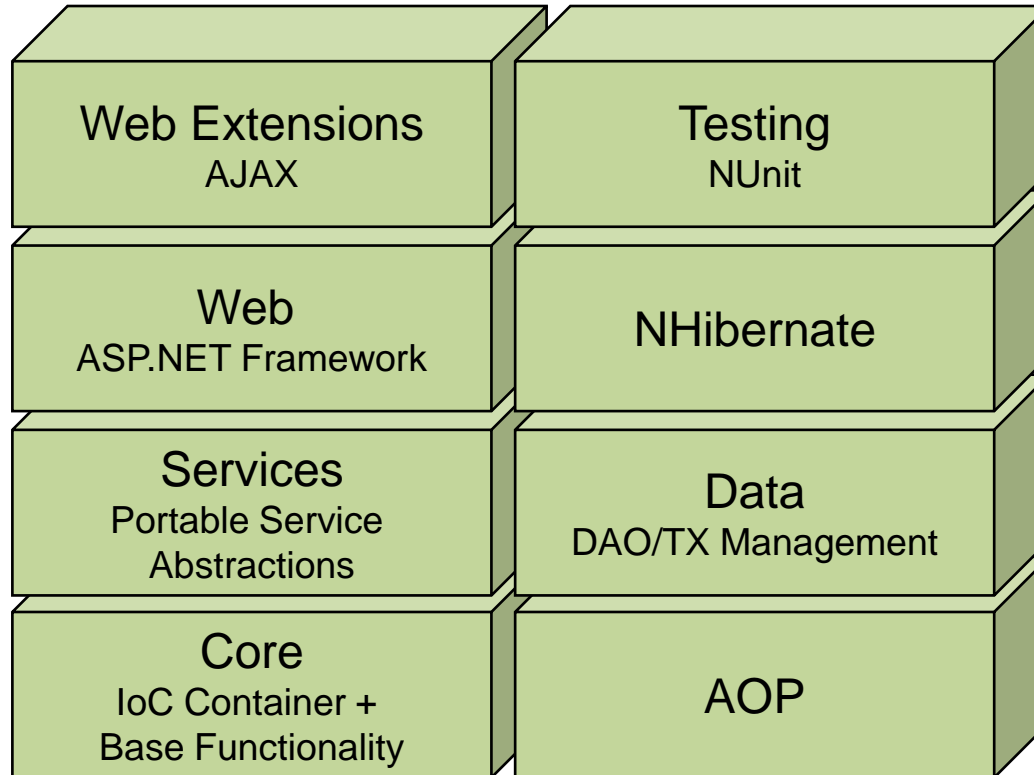 Web Extensions
AJAX
Testing
NUnit
Web
ASP.NET Framework
NHibernate
Services
Portable Service
Abstractions
Data
DAO/TX Management
Core
IoC Container +
Base Functionality
AOP